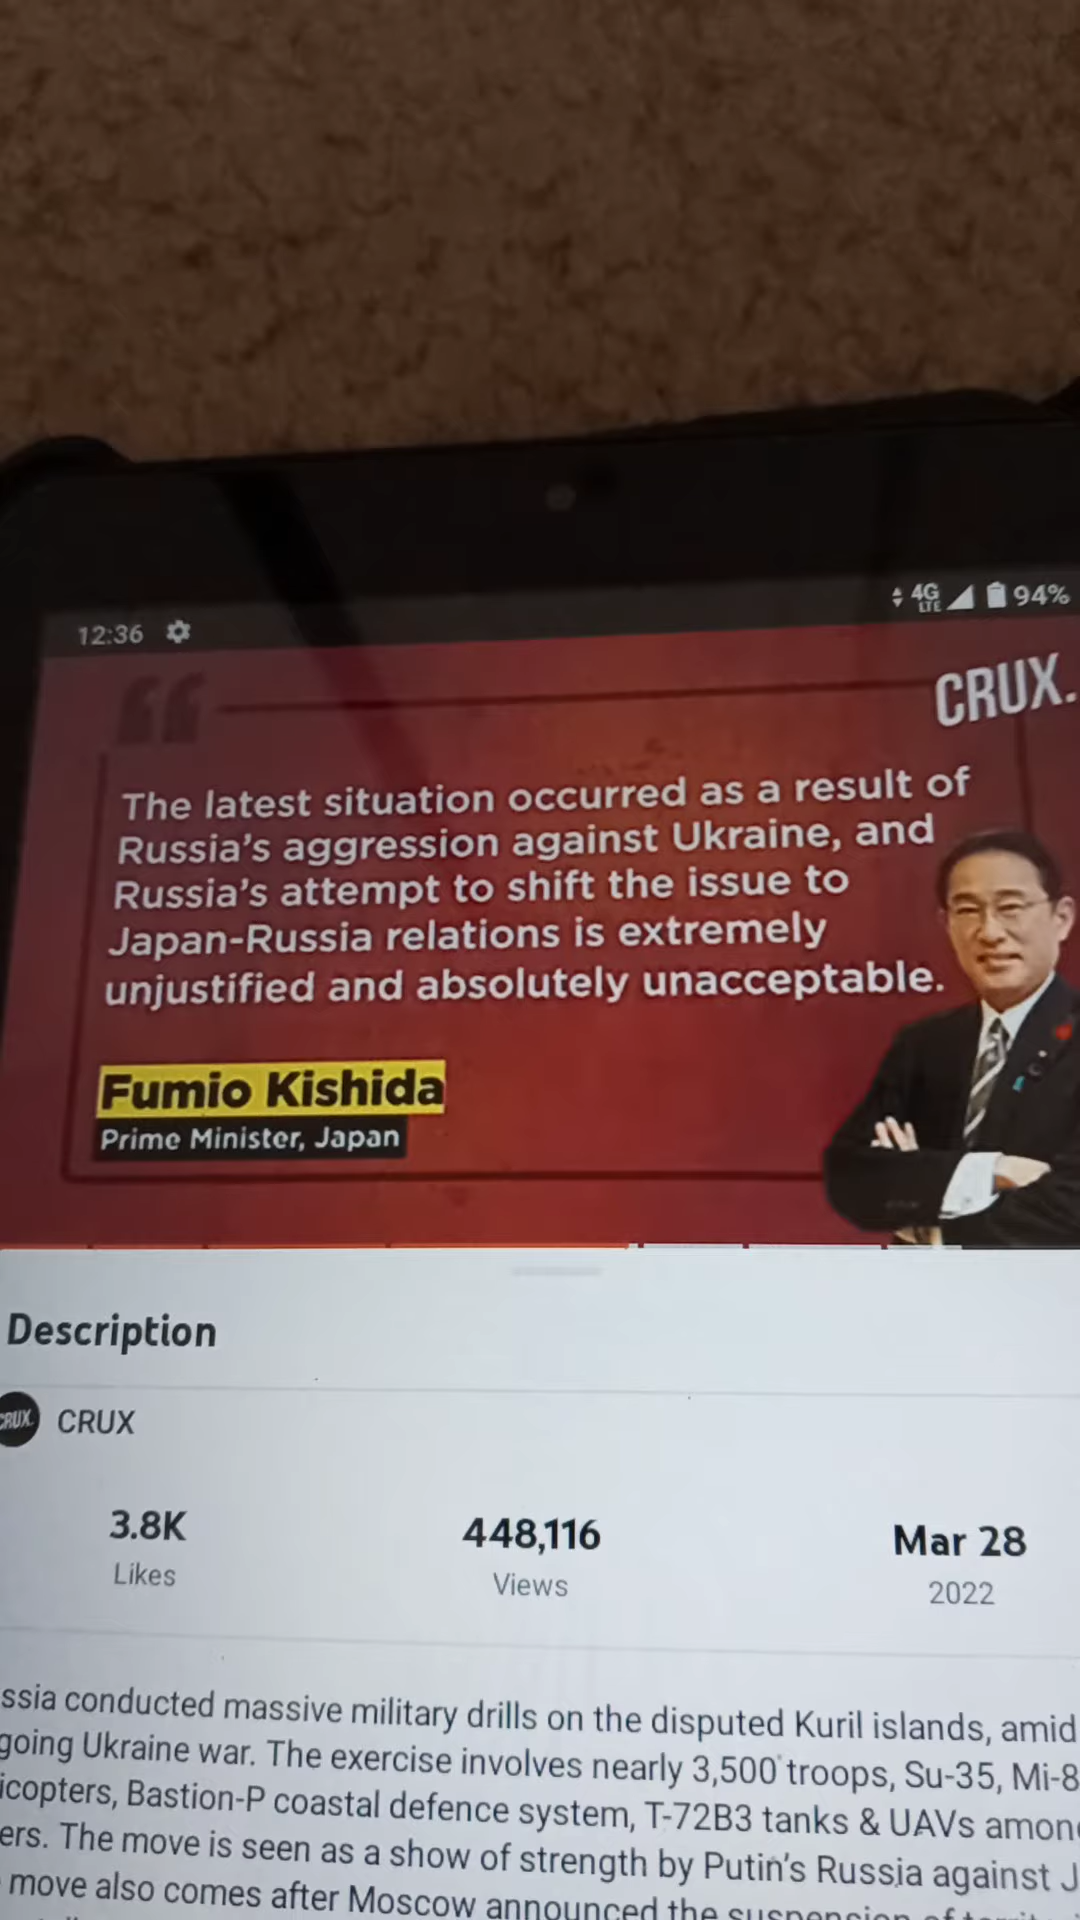 12:36
4G
LTE
94%
CRUX.
The latest situation occurred as a result of
Russia's aggression against Ukraine, and
Russia's attempt to shift the issue to
Japan-Russia relations is extremely
unjustified and absolutely unacceptable.
Fumio Kishida
Prime Minister, Japan
Description
CRUX.
CRUX
3.8K
448,116
Mar 28
Likes
Views
2022
ssia conducted massive military drills on the disputed Kuril islands, amid
going Ukraine war. The exercise involves nearly 3,500 troops, Su-35, Mi-8
icopters, Bastion-P coastal defence system, T-72B3 tanks & UAVs among
ers. The move is seen as a show of strength by Putin's Russia against J
move also comes after Moscow announced the suspension of